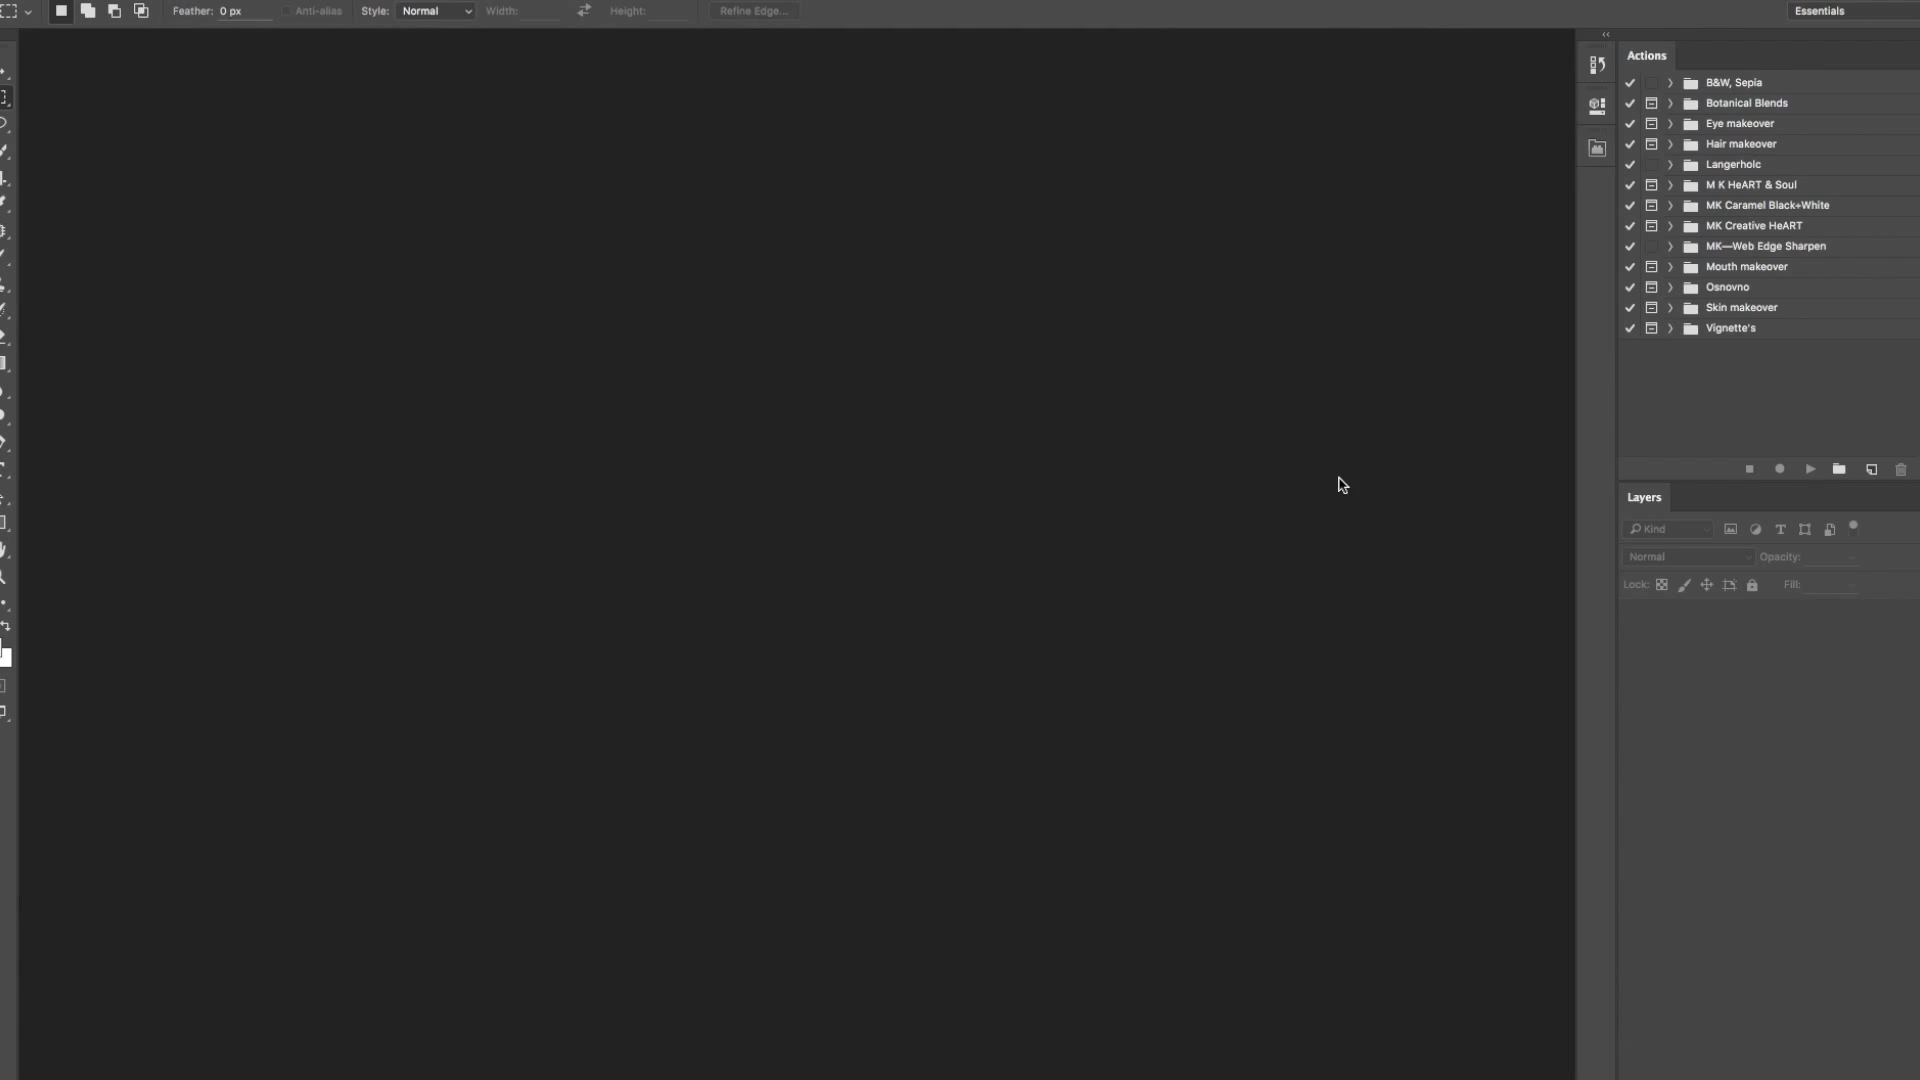 Feather: 0 px Anti-alias Style: Normal Width: Height: Refine Edge... Essentials
Actions
B&W, Sepia
Botanical Blends
Eye makeover
Hair makeover
Langerholc
M K HeART & Soul
MK Caramel Black+White
MK Creative HeART
MK—Web Edge Sharpen
Mouth makeover
Osnovno
Skin makeover
Vignette's
Layers
Kind
Normal Opacity:
Lock: Fill: